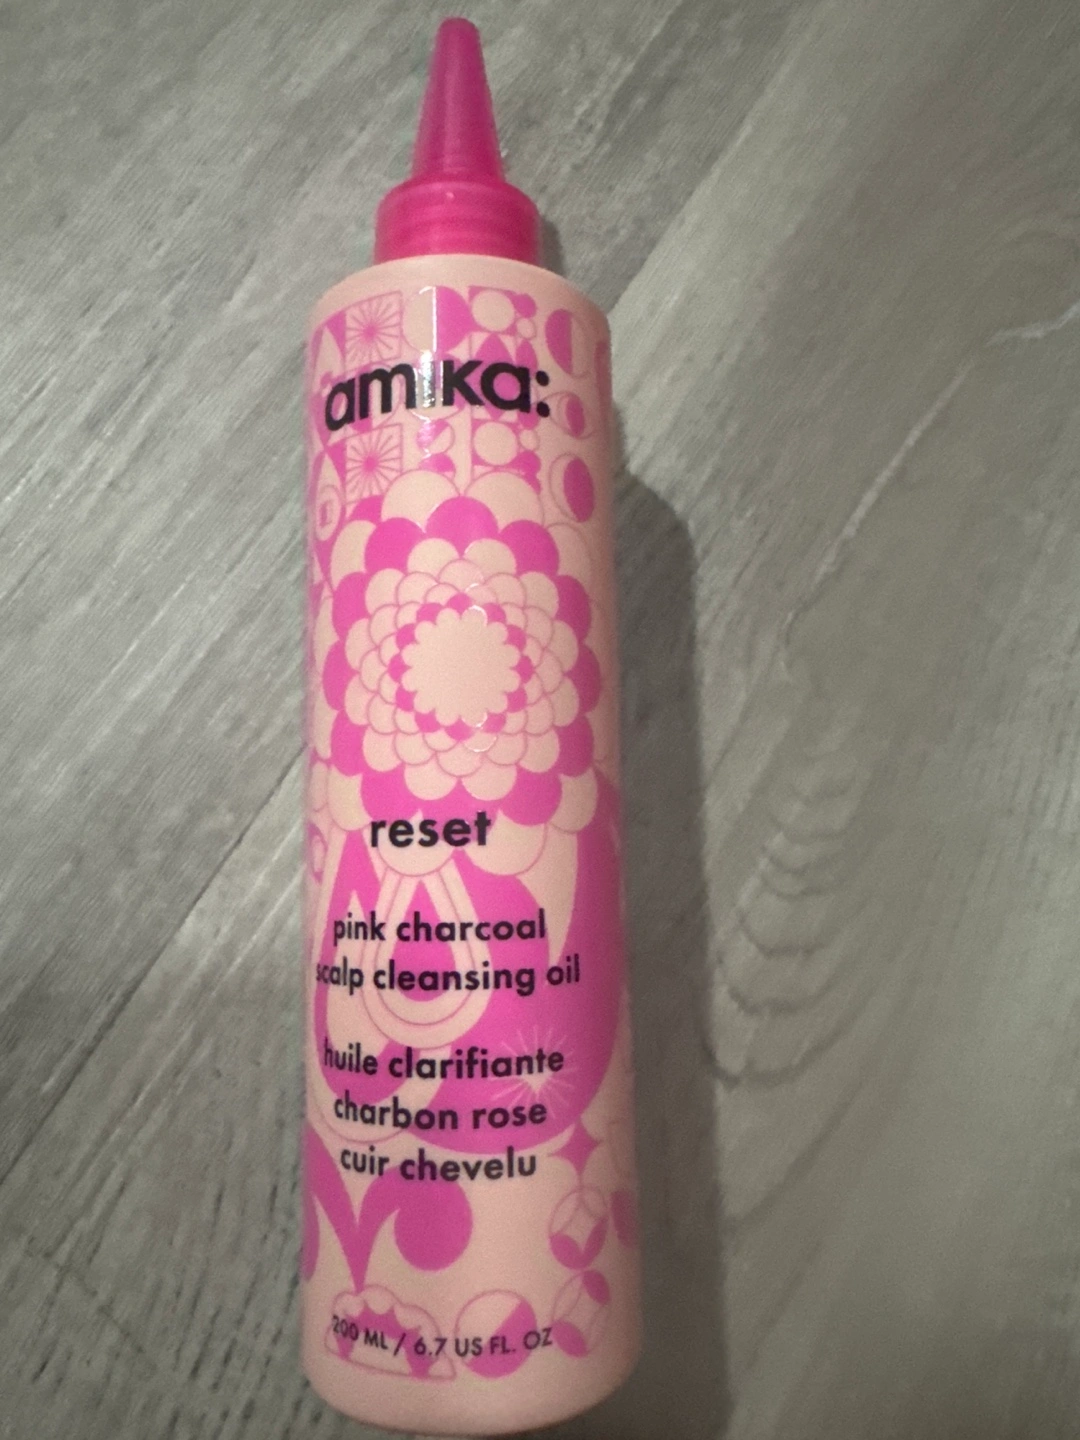 amika:
reset
pink charcoal
scalp cleansing oil
huile clarifiante
charbon rose
cuir chevelu
200 ML / 6.7 US FL. OZ